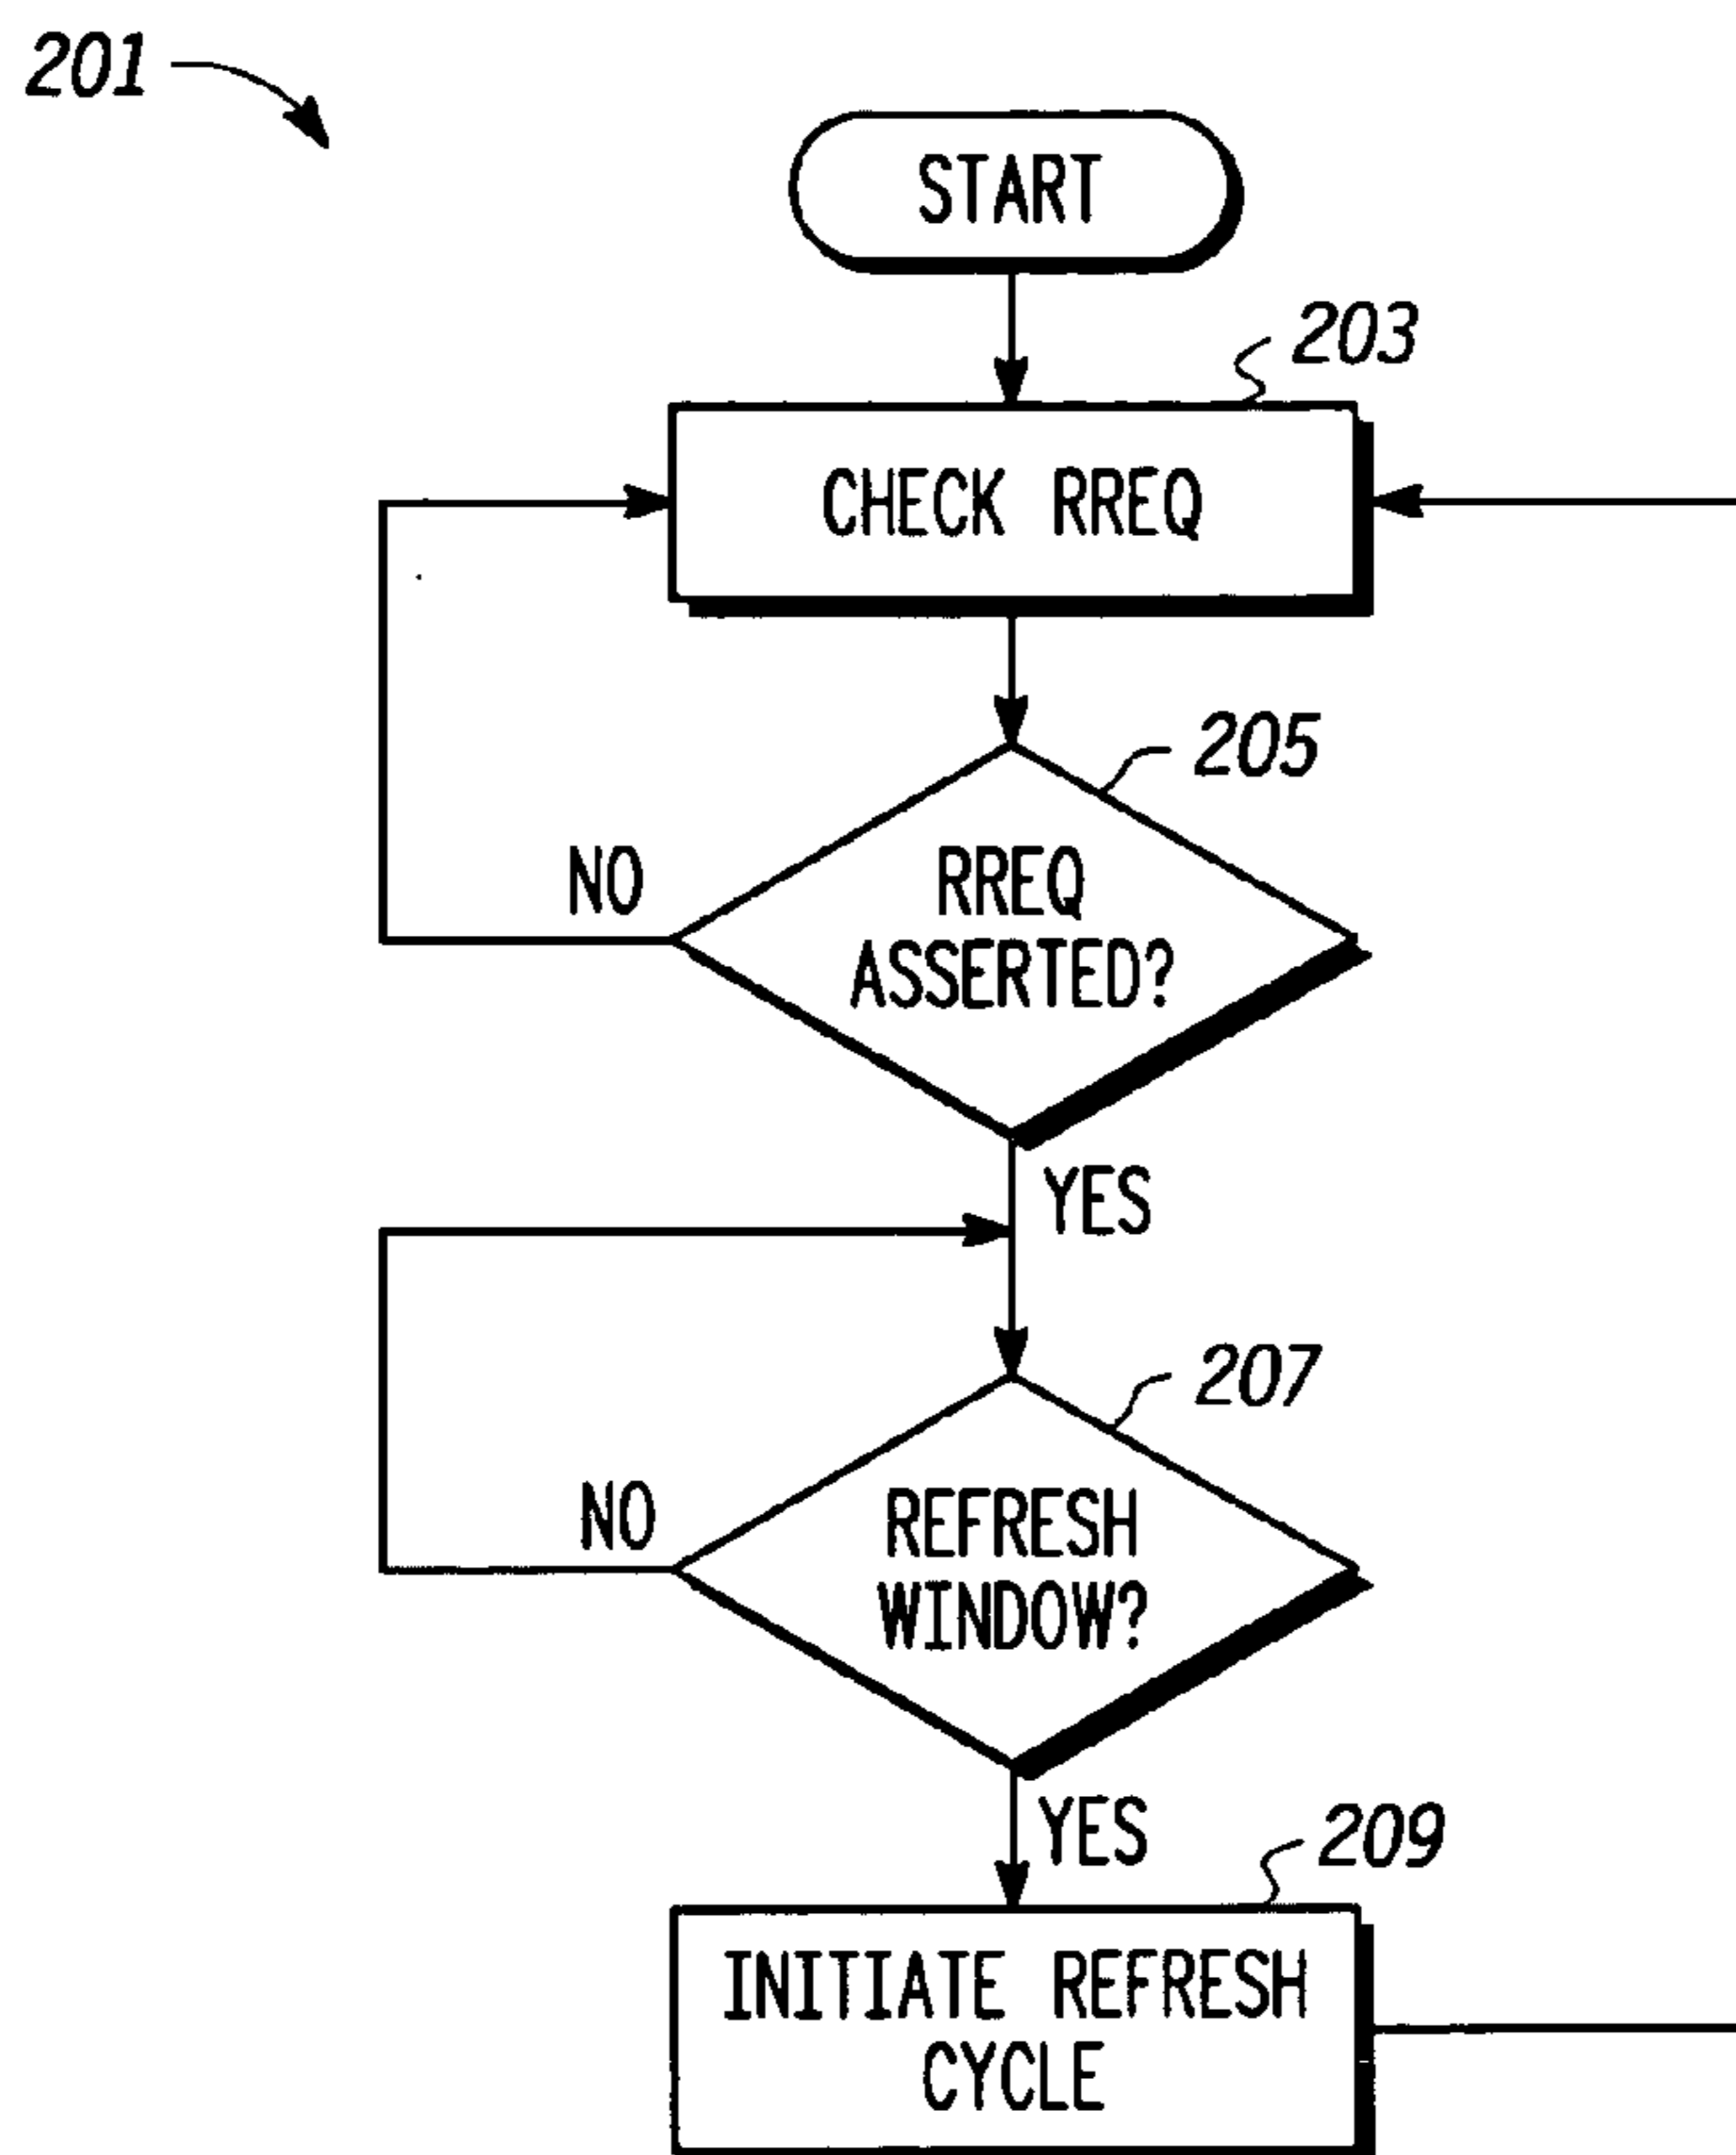 201
START
203
CHECK RREQ
205
NO
RREQ
ASSERTED?
YES
207
NO
REFRESH
WINDOW?
YES
209
INITIATE REFRESH
CYCLE